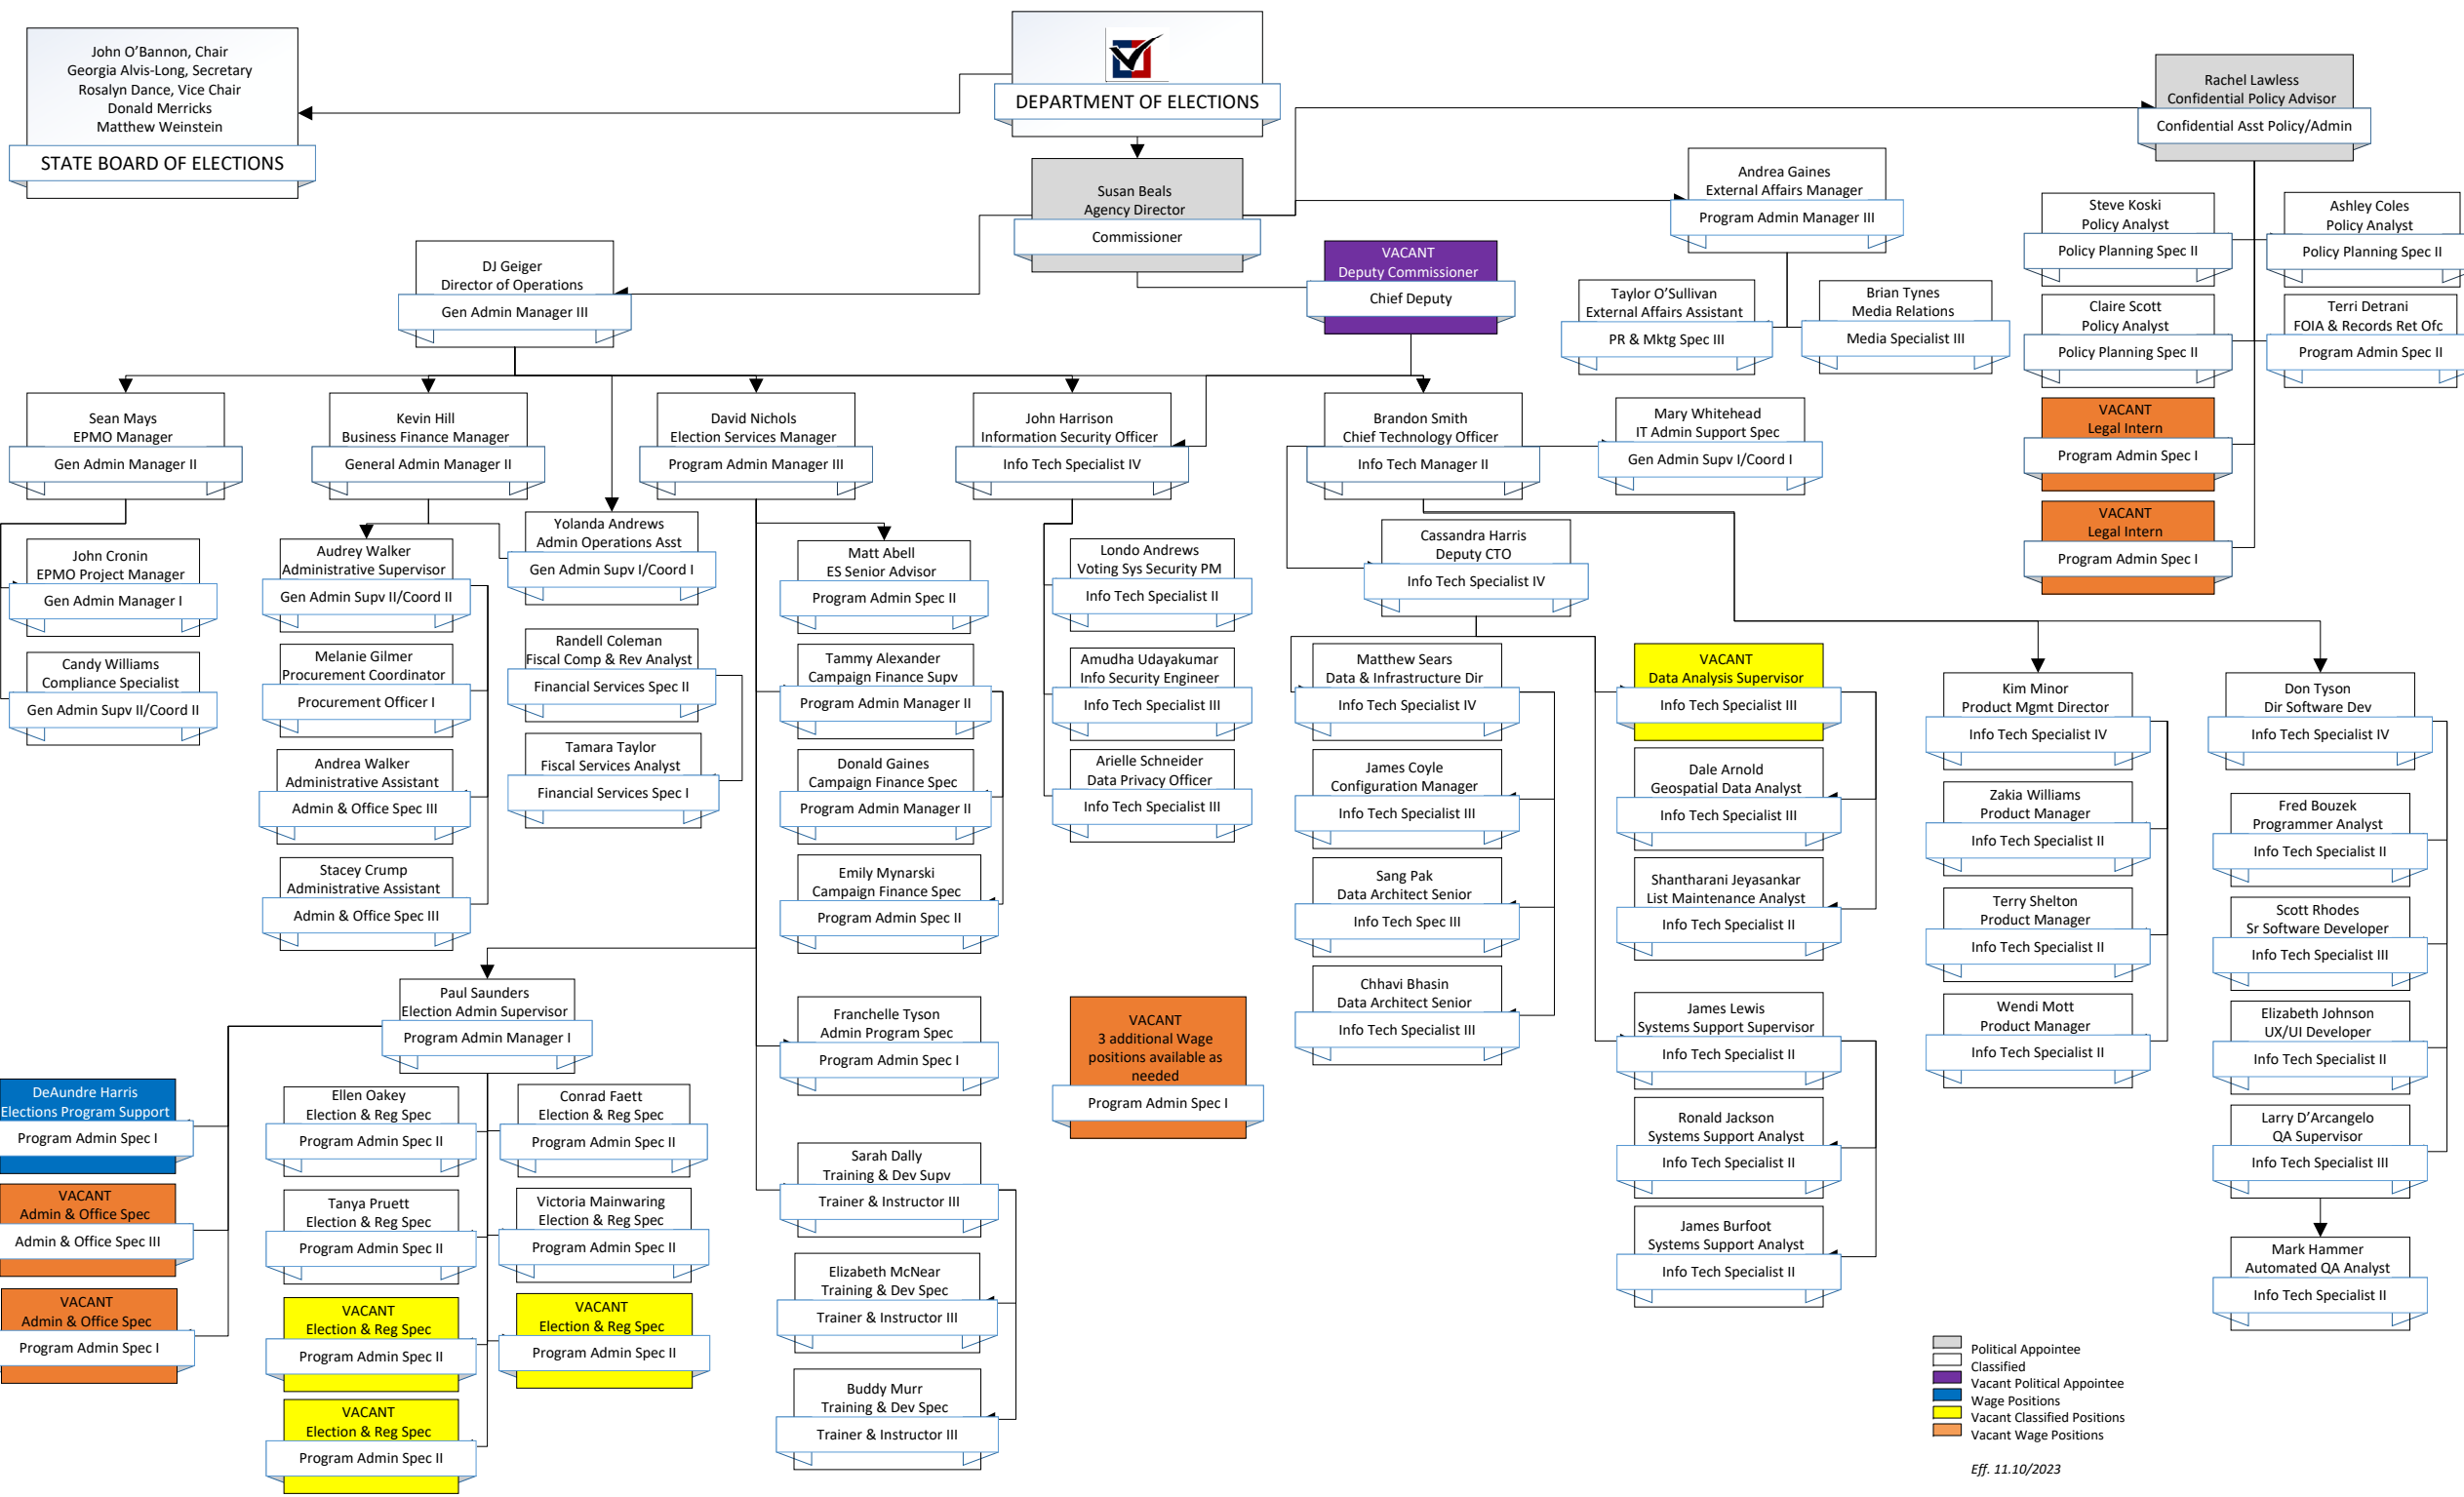 John O’Bannon, Chair
Georgia Alvis-Long, Secretary
Rosalyn Dance, Vice Chair
Donald Merricks
Matthew Weinstein
STATE BOARD OF ELECTIONS
DEPARTMENT OF ELECTIONS
Susan Beals
Agency Director
Commissioner
Rachel Lawless
Confidential Policy Advisor
Confidential Asst Policy/Admin
Andrea Gaines
External Affairs Manager
Program Admin Manager III
Steve Koski
Policy Analyst
Policy Planning Spec II
Ashley Coles
Policy Analyst
Policy Planning Spec II
DJ Geiger
Director of Operations
Gen Admin Manager III
VACANT
Deputy Commissioner
Chief Deputy
Taylor O’Sullivan
External Affairs Assistant
PR & Mktg Spec III
Brian Tynes
Media Relations
Media Specialist III
Claire Scott
Policy Analyst
Policy Planning Spec II
Terri Detrani
FOIA & Records Ret Ofc
Program Admin Spec II
VACANT
Legal Intern
Program Admin Spec I
VACANT
Legal Intern
Program Admin Spec I
Sean Mays
EPMO Manager
Gen Admin Manager II
Kevin Hill
Business Finance Manager
General Admin Manager II
David Nichols
Election Services Manager
Program Admin Manager III
John Harrison
Information Security Officer
Info Tech Specialist IV
Brandon Smith
Chief Technology Officer
Info Tech Manager II
Mary Whitehead
IT Admin Support Spec
Gen Admin Supv I/Coord I
John Cronin
EPMO Project Manager
Gen Admin Manager I
Candy Williams
Compliance Specialist
Gen Admin Supv II/Coord II
Audrey Walker
Administrative Supervisor
Gen Admin Supv II/Coord II
Melanie Gilmer
Procurement Coordinator
Procurement Officer I
Andrea Walker
Administrative Assistant
Admin & Office Spec III
Stacey Crump
Administrative Assistant
Admin & Office Spec III
Yolanda Andrews
Admin Operations Asst
Gen Admin Supv I/Coord I
Randell Coleman
Fiscal Comp & Rev Analyst
Financial Services Spec II
Tamara Taylor
Fiscal Services Analyst
Financial Services Spec I
Matt Abell
ES Senior Advisor
Program Admin Spec II
Tammy Alexander
Campaign Finance Supv
Program Admin Manager II
Donald Gaines
Campaign Finance Spec
Program Admin Manager II
Emily Mynarski
Campaign Finance Spec
Program Admin Spec II
Londo Andrews
Voting Sys Security PM
Info Tech Specialist II
Amudha Udayakumar
Info Security Engineer
Info Tech Specialist III
Arielle Schneider
Data Privacy Officer
Info Tech Specialist III
Cassandra Harris
Deputy CTO
Info Tech Specialist IV
Matthew Sears
Data & Infrastructure Dir
Info Tech Specialist IV
James Coyle
Configuration Manager
Info Tech Specialist III
Sang Pak
Data Architect Senior
Info Tech Spec III
Chhavi Bhasin
Data Architect Senior
Info Tech Specialist III
VACANT
Data Analysis Supervisor
Info Tech Specialist III
Dale Arnold
Geospatial Data Analyst
Info Tech Specialist III
Shantharani Jeyasankar
List Maintenance Analyst
Info Tech Specialist II
James Lewis
Systems Support Supervisor
Info Tech Specialist II
Ronald Jackson
Systems Support Analyst
Info Tech Specialist II
James Burfoot
Systems Support Analyst
Info Tech Specialist II
Kim Minor
Product Mgmt Director
Info Tech Specialist IV
Zakia Williams
Product Manager
Info Tech Specialist II
Terry Shelton
Product Manager
Info Tech Specialist II
Wendi Mott
Product Manager
Info Tech Specialist II
Don Tyson
Dir Software Dev
Info Tech Specialist IV
Fred Bouzek
Programmer Analyst
Info Tech Specialist II
Scott Rhodes
Sr Software Developer
Info Tech Specialist III
Elizabeth Johnson
UX/UI Developer
Info Tech Specialist II
Larry D’Arcangelo
QA Supervisor
Info Tech Specialist III
Mark Hammer
Automated QA Analyst
Info Tech Specialist II
Paul Saunders
Election Admin Supervisor
Program Admin Manager I
DeAundre Harris
Elections Program Support
Program Admin Spec I
VACANT
Admin & Office Spec
Admin & Office Spec III
VACANT
Admin & Office Spec
Program Admin Spec I
Ellen Oakey
Election & Reg Spec
Program Admin Spec II
Conrad Faett
Election & Reg Spec
Program Admin Spec II
Tanya Pruett
Election & Reg Spec
Program Admin Spec II
Victoria Mainwaring
Election & Reg Spec
Program Admin Spec II
VACANT
Election & Reg Spec
Program Admin Spec II
VACANT
Election & Reg Spec
Program Admin Spec II
VACANT
Election & Reg Spec
Program Admin Spec II
Franchelle Tyson
Admin Program Spec
Program Admin Spec I
Sarah Dally
Training & Dev Supv
Trainer & Instructor III
Elizabeth McNear
Training & Dev Spec
Trainer & Instructor III
Buddy Murr
Training & Dev Spec
Trainer & Instructor III
VACANT
3 additional Wage
positions available as
needed
Program Admin Spec I
Political Appointee
Classified
Vacant Political Appointee
Wage Positions
Vacant Classified Positions
Vacant Wage Positions
Eff. 11.10/2023